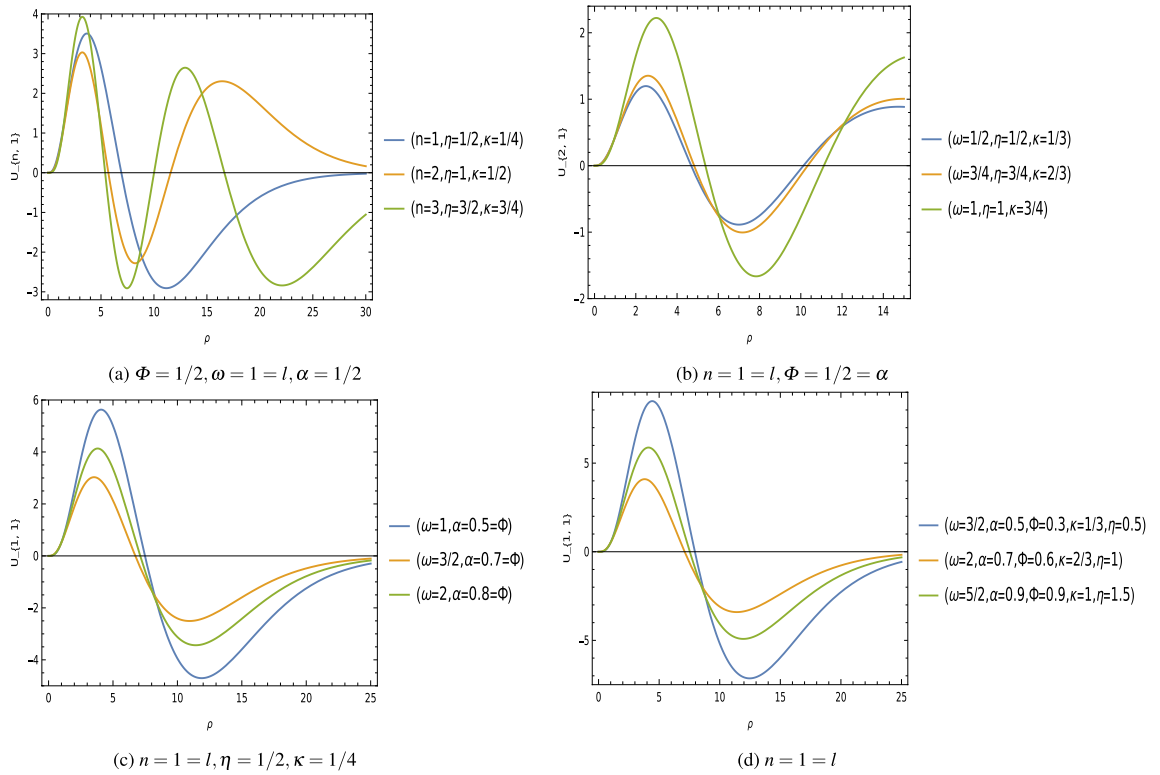 4
3
2
1
0
−1
−2
−3
0 5 10 15 20 25 30
U_{n, 1}
ρ
(n=1,η=1/2,κ=1/4)
(n=2,η=1,κ=1/2)
(n=3,η=3/2,κ=3/4)
(a) Φ = 1/2, ω = 1 = l, α = 1/2
2
1
0
−1
−2
0 2 4 6 8 10 12 14
U_{2, 1}
ρ
(ω=1/2,η=1/2,κ=1/3)
(ω=3/4,η=3/4,κ=2/3)
(ω=1,η=1,κ=3/4)
(b) n = 1 = l, Φ = 1/2 = α
6
4
2
0
−2
−4
0 5 10 15 20 25
U_{1, 1}
ρ
(ω=1,α=0.5=Φ)
(ω=3/2,α=0.7=Φ)
(ω=2,α=0.8=Φ)
(c) n = 1 = l, η = 1/2, κ = 1/4
5
0
−5
0 5 10 15 20 25
U_{1, 1}
ρ
(ω=3/2,α=0.5,Φ=0.3,κ=1/3,η=0.5)
(ω=2,α=0.7,Φ=0.6,κ=2/3,η=1)
(ω=5/2,α=0.9,Φ=0.9,κ=1,η=1.5)
(d) n = 1 = l